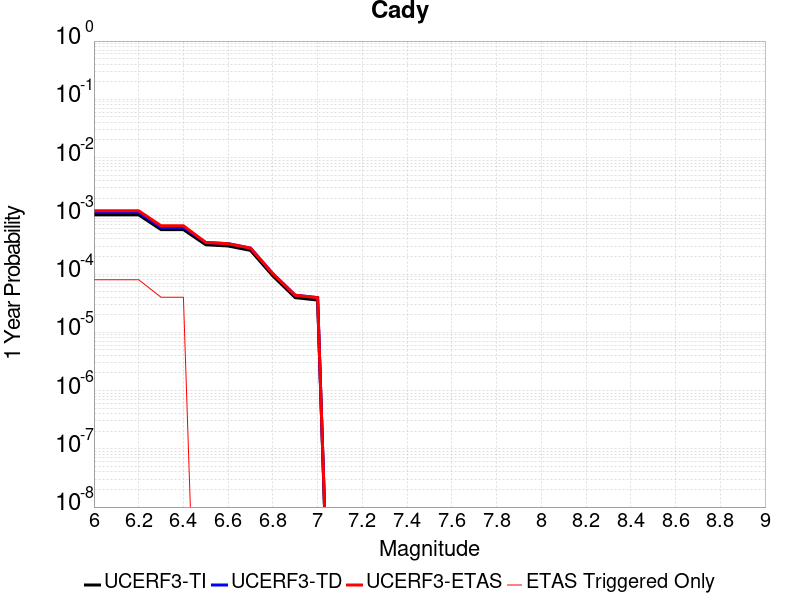 Cady
10^0
10^-1
10^-2
10^-3
10^-4
10^-5
10^-6
10^-7
10^-8
1 Year Probability
6 6.2 6.4 6.6 6.8 7 7.2 7.4 7.6 7.8 8 8.2 8.4 8.6 8.8 9
Magnitude
UCERF3-TI UCERF3-TD UCERF3-ETAS ETAS Triggered Only